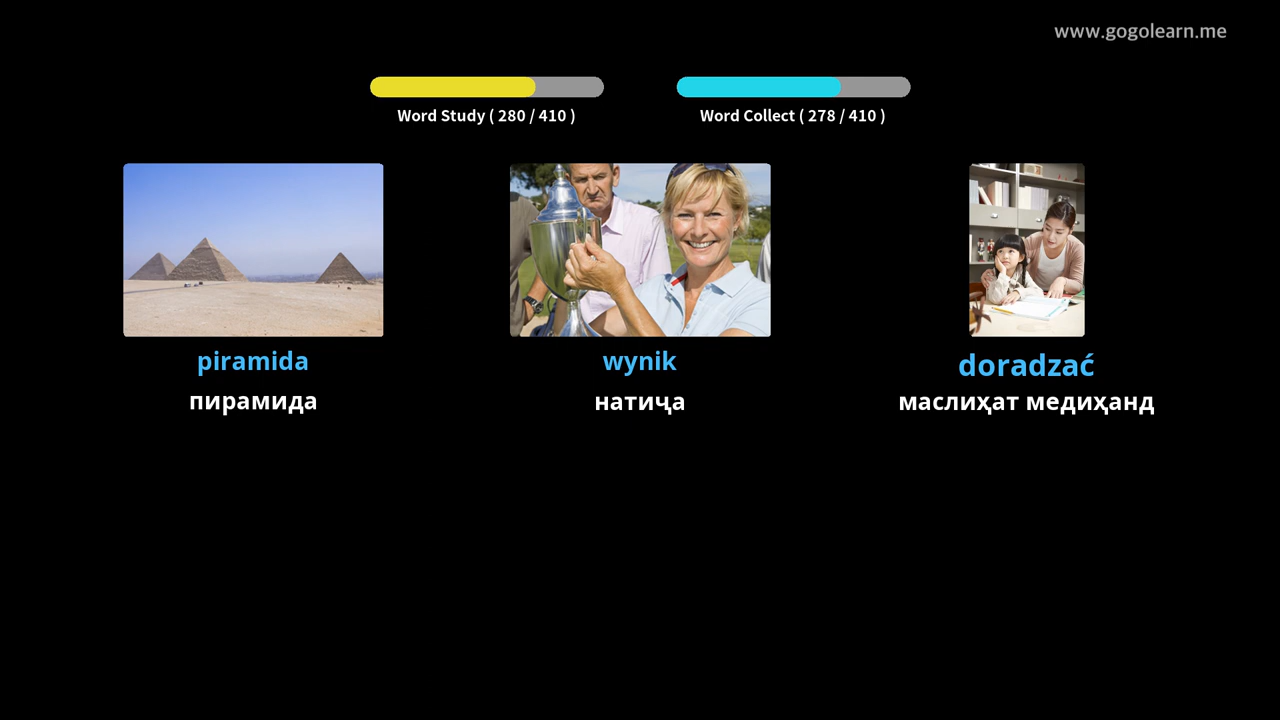 www.gogolearn.me
Word Study ( 280 / 410 )
Word Collect ( 278 / 410 )
piramida
wynik
doradzać
пирамида
натиҷа
маслиҳат медиҳанд